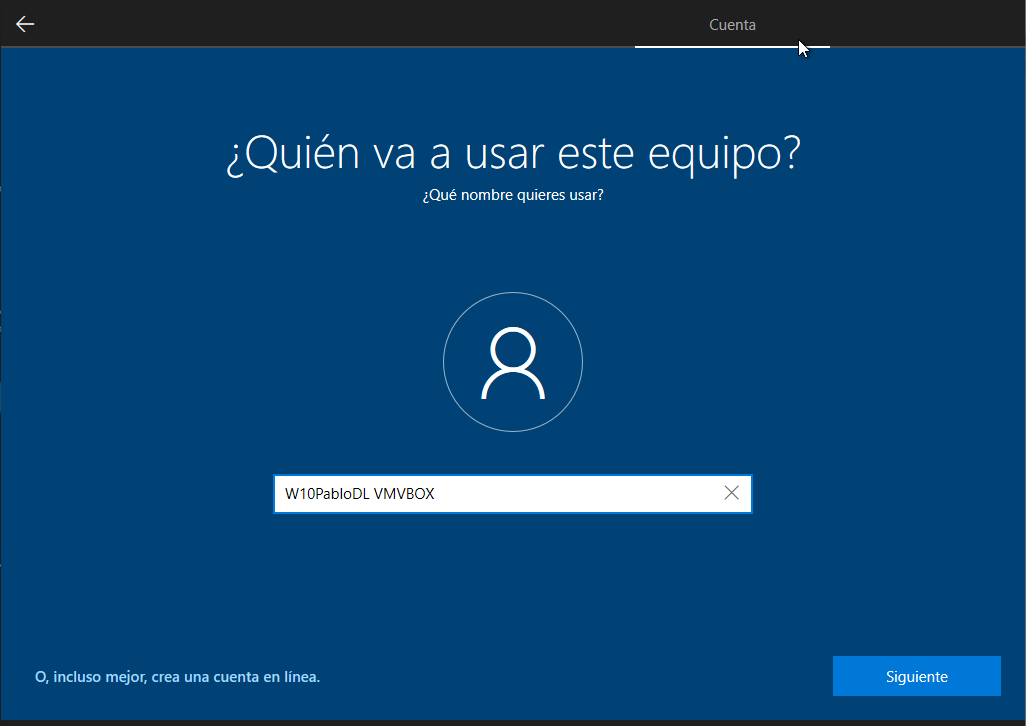 Cuenta
¿Quién va a usar este equipo?
¿Qué nombre quieres usar?
W10PabloDL VMVBOX
O, incluso mejor, crea una cuenta en línea.
Siguiente